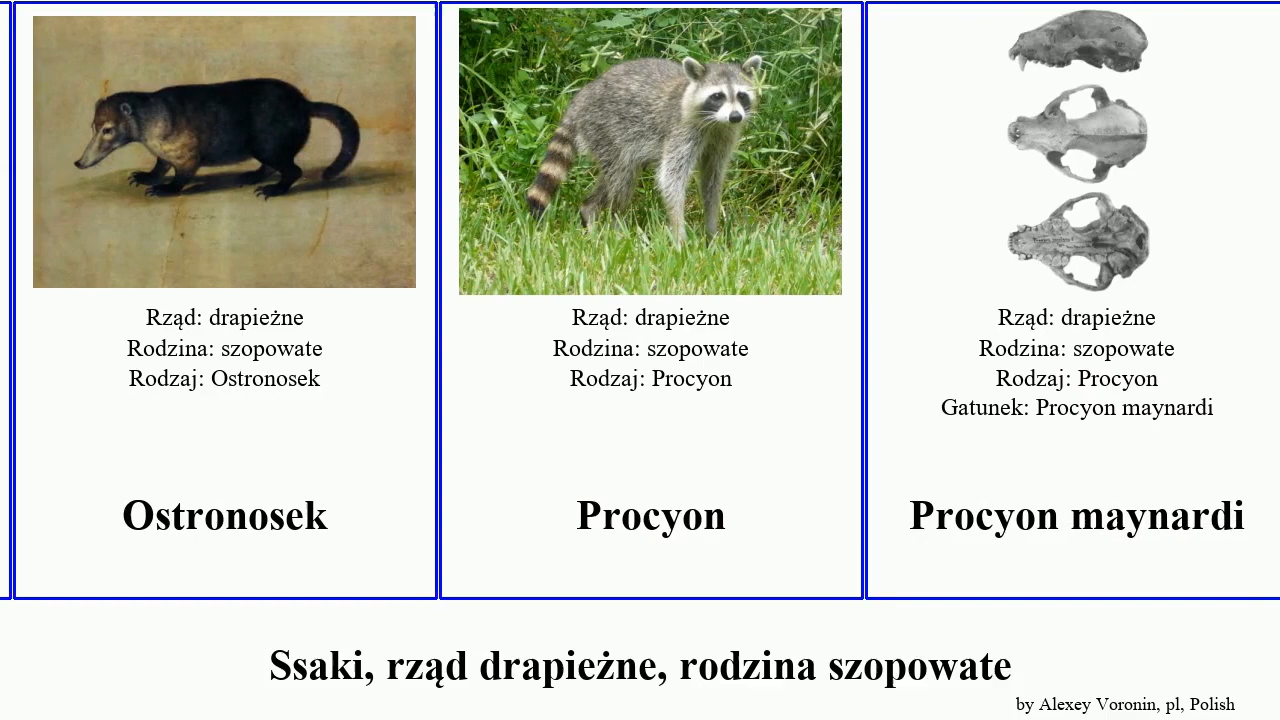 Rząd: drapieżne
Rodzina: szopowate
Rodzaj: Ostronosek
Ostronosek
Rząd: drapieżne
Rodzina: szopowate
Rodzaj: Procyon
Procyon
Rząd: drapieżne
Rodzina: szopowate
Rodzaj: Procyon
Gatunek: Procyon maynardi
Procyon maynardi
Ssaki, rząd drapieżne, rodzina szopowate
by Alexey Voronin, pl, Polish